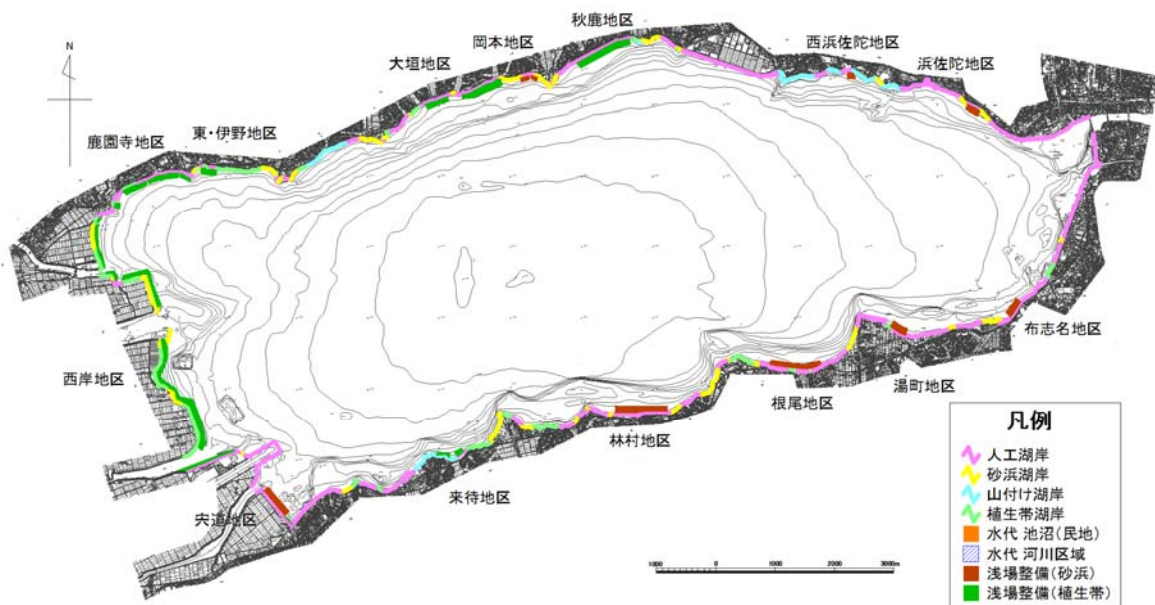 N
秋鹿地区
岡本地区
西浜佐陀地区
大垣地区
浜佐陀地区
東・伊野地区
鹿園寺地区
布志名地区
西岸地区
湯町地区
根尾地区
林村地区
来待地区
宍道地区
凡例
人工湖岸
砂浜湖岸
山付け湖岸
植生帯湖岸
水代 池沼(民地)
水代 河川区域
浅場整備(砂浜)
浅場整備(植生帯)
1000 0 1000 2000 3000m